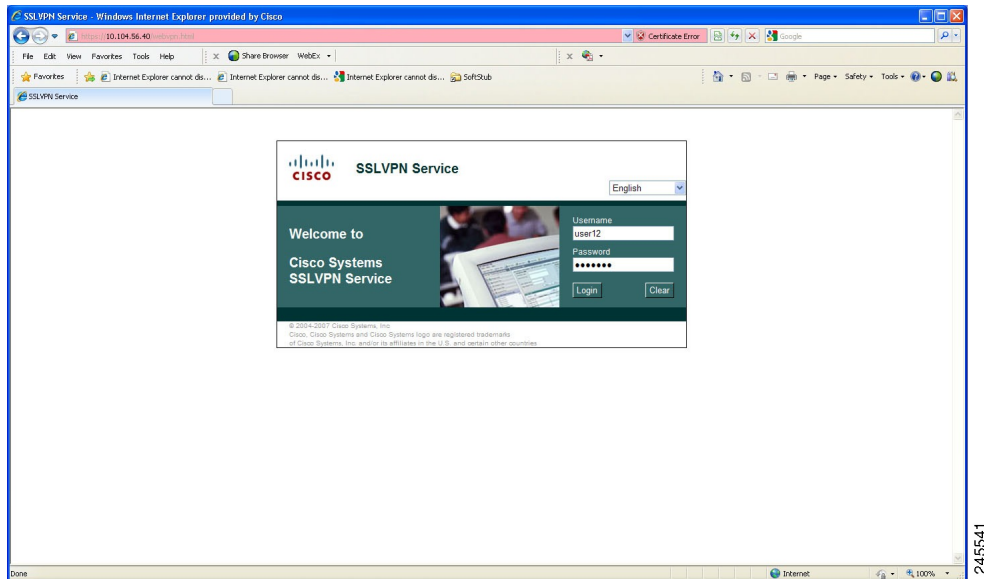 SSLVPN Service - Windows Internet Explorer provided by Cisco
https://10.104.56.40/webvpn.html
Certificate Error
Google
File Edit View Favorites Tools Help
x Share Browser WebEx
x
Favorites
Internet Explorer cannot dis...
Internet Explorer cannot dis...
Internet Explorer cannot dis...
SoftStub
Page Safety Tools
SSLVPN Service
CISCO
SSLVPN Service
English
Welcome to
Cisco Systems
SSLVPN Service
Username
user12
Password
•••••••
Login
Clear
© 2004-2007 Cisco Systems, Inc
Cisco, Cisco Systems and Cisco Systems logo are registered trademarks
of Cisco Systems, Inc. and/or its affiliates in the U.S. and certain other countries
Done
Internet
100%
245541